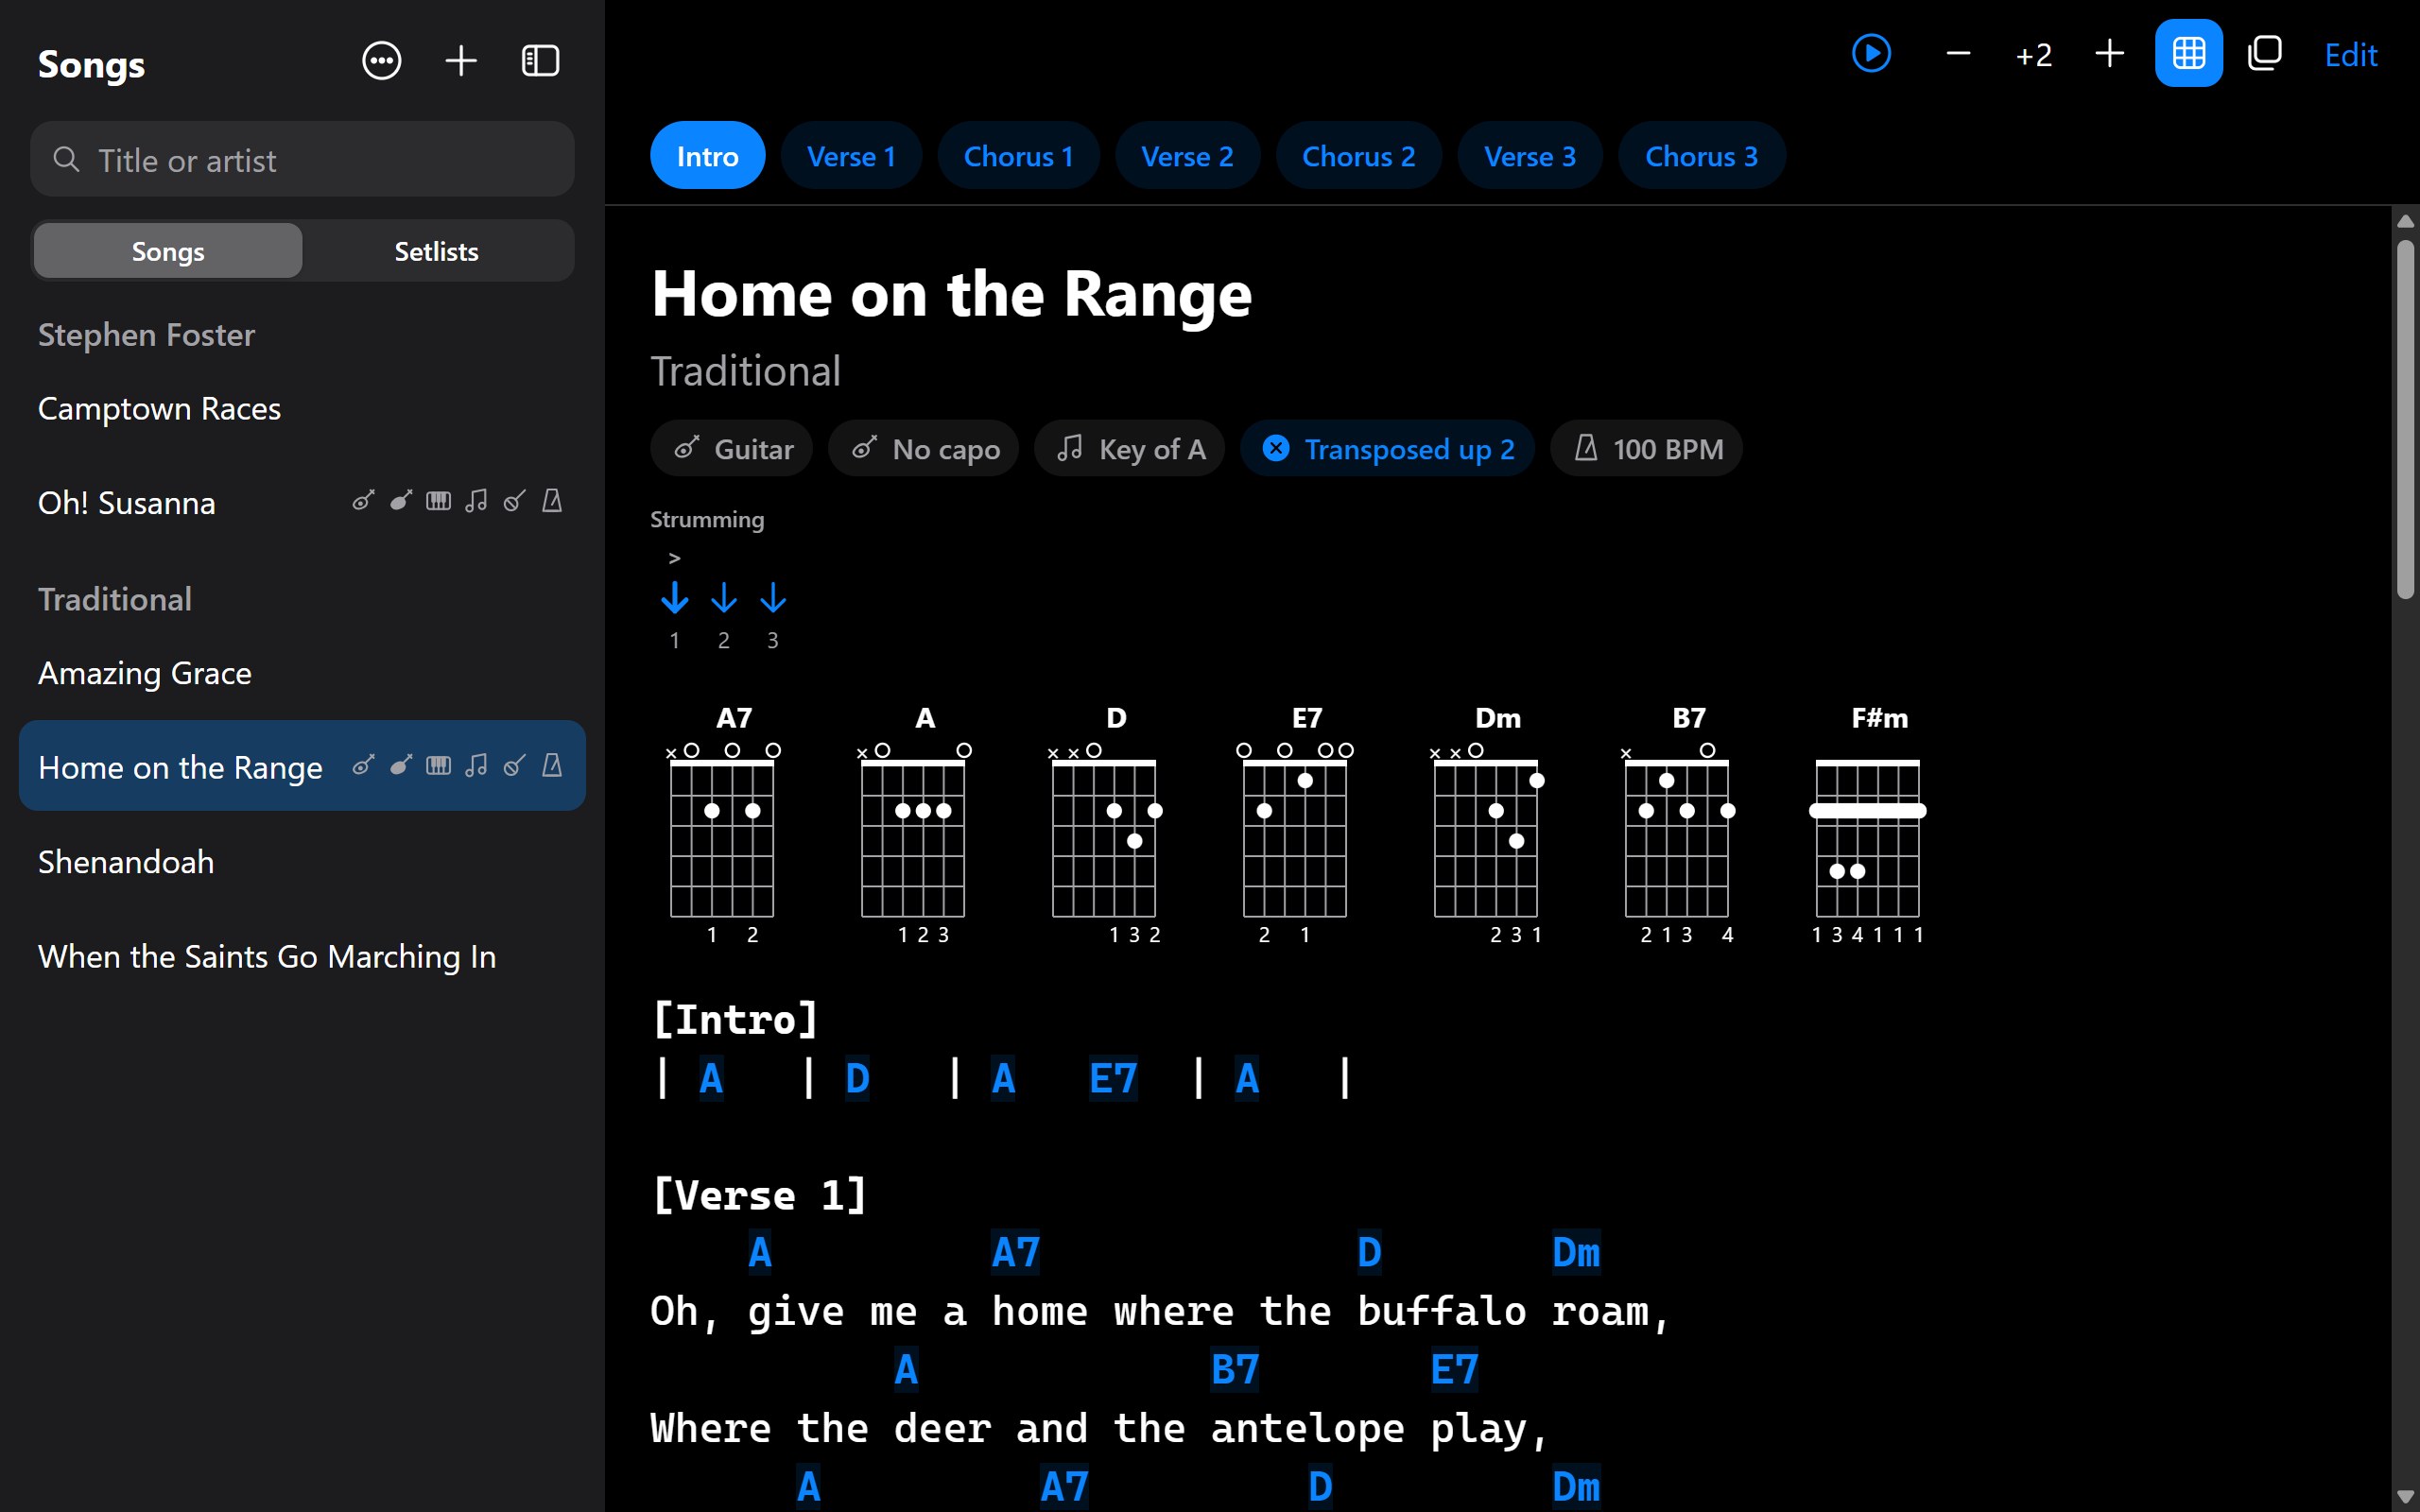 Songs
Title or artist
Songs Setlists
Stephen Foster
Camptown Races
Oh! Susanna
Traditional
Amazing Grace
Home on the Range
Shenandoah
When the Saints Go Marching In
+2 Edit
Intro Verse 1 Chorus 1 Verse 2 Chorus 2 Verse 3 Chorus 3
Home on the Range
Traditional
Guitar No capo Key of A Transposed up 2 100 BPM
Strumming
>
1 2 3
A7 A D E7 Dm B7 F#m
× × × × × × ×
1 2 1 2 3 1 3 2 2 1 2 3 1 2 1 3 4 1 3 4 1 1 1
[Intro]
| A | D | A E7 | A |
[Verse 1]
A A7 D Dm
Oh, give me a home where the buffalo roam,
A B7 E7
Where the deer and the antelope play,
A A7 D Dm